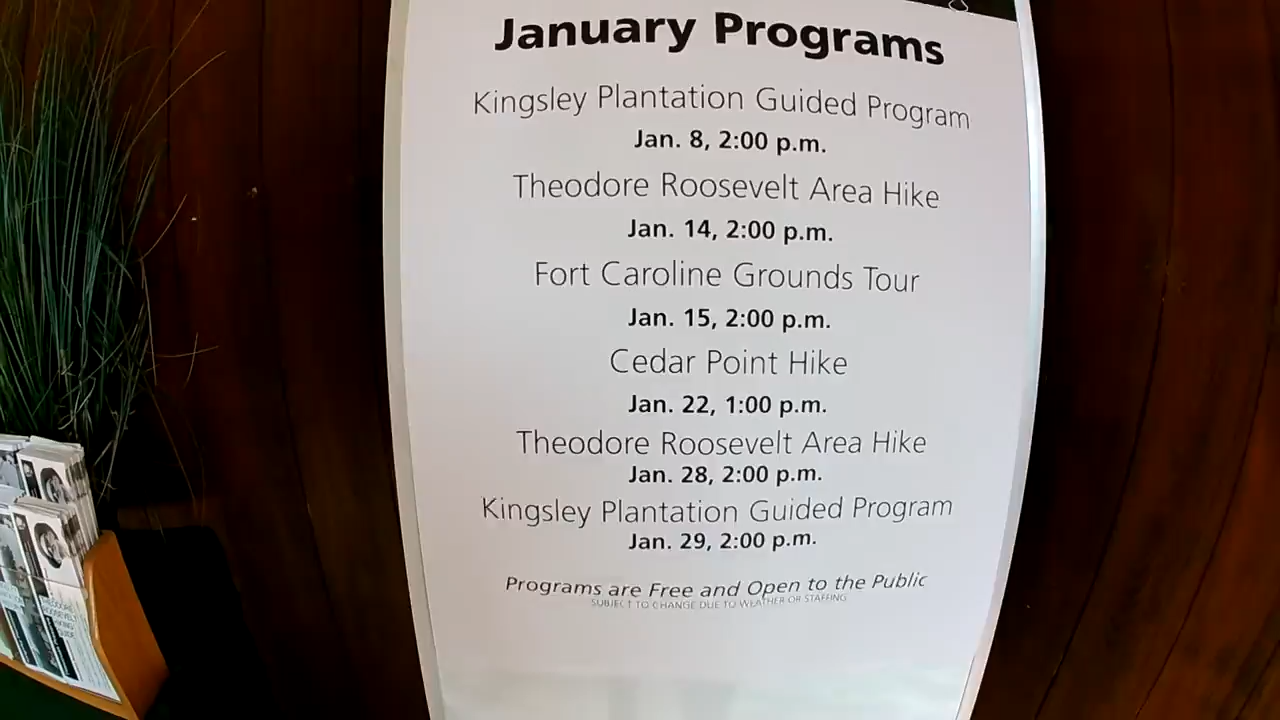 January Programs
Kingsley Plantation Guided Program
Jan. 8, 2:00 p.m.
Theodore Roosevelt Area Hike
Jan. 14, 2:00 p.m.
Fort Caroline Grounds Tour
Jan. 15, 2:00 p.m.
Cedar Point Hike
Jan. 22, 1:00 p.m.
Theodore Roosevelt Area Hike
Jan. 28, 2:00 p.m.
Kingsley Plantation Guided Program
Jan. 29, 2:00 p.m.
Programs are Free and Open to the Public
SUBJECT TO CHANGE DUE TO WEATHER OR STAFFING
THEODORE
ROOSEVELT